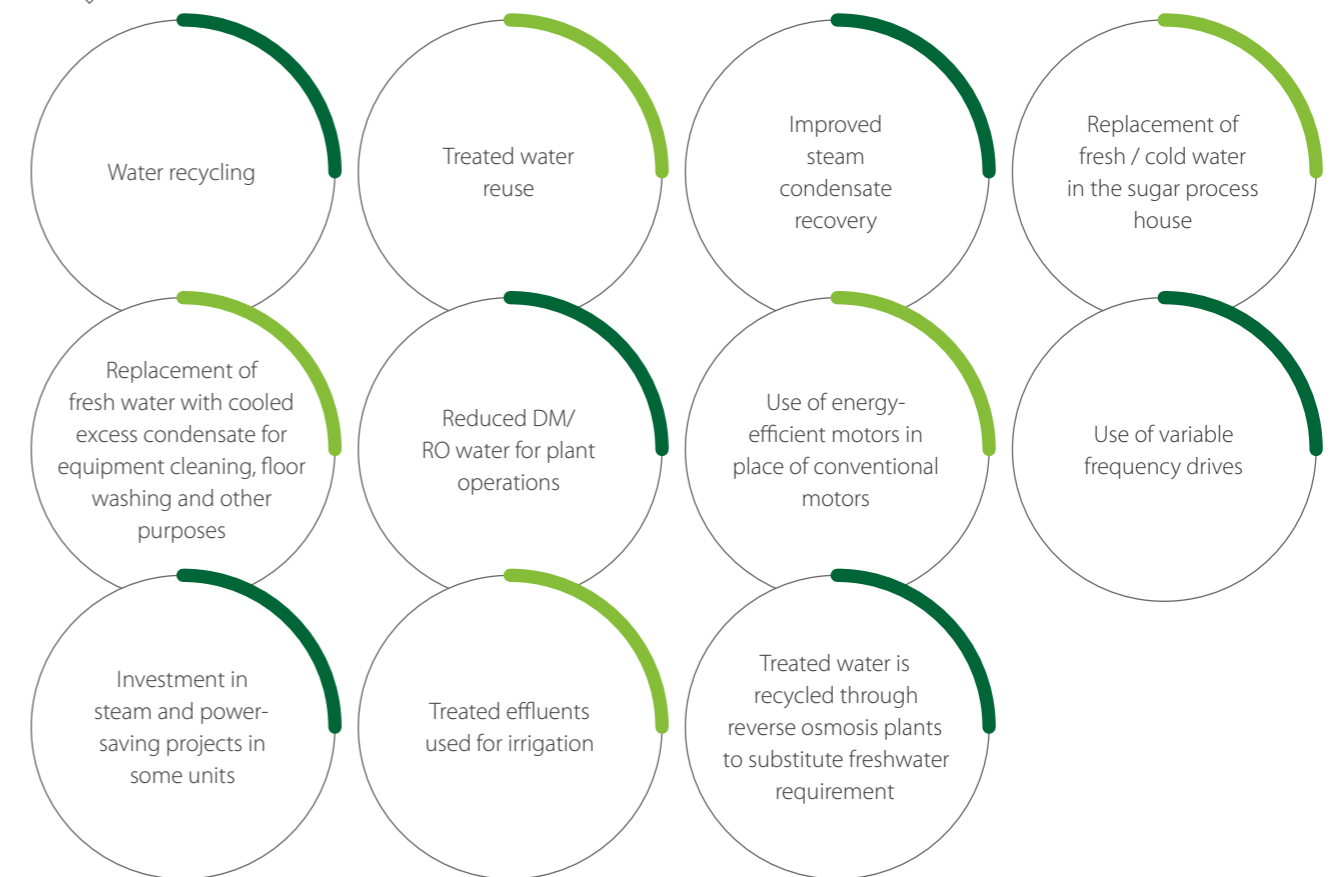 Water recycling
Treated water
reuse
Improved
steam
condensate
recovery
Replacement of
fresh / cold water
in the sugar process
house
Replacement of
fresh water with cooled
excess condensate for
equipment cleaning, floor
washing and other
purposes
Reduced DM/
RO water for plant
operations
Use of energy-
efficient motors in
place of conventional
motors
Use of variable
frequency drives
Investment in
steam and power-
saving projects in
some units
Treated effluents
used for irrigation
Treated water is
recycled through
reverse osmosis plants
to substitute freshwater
requirement